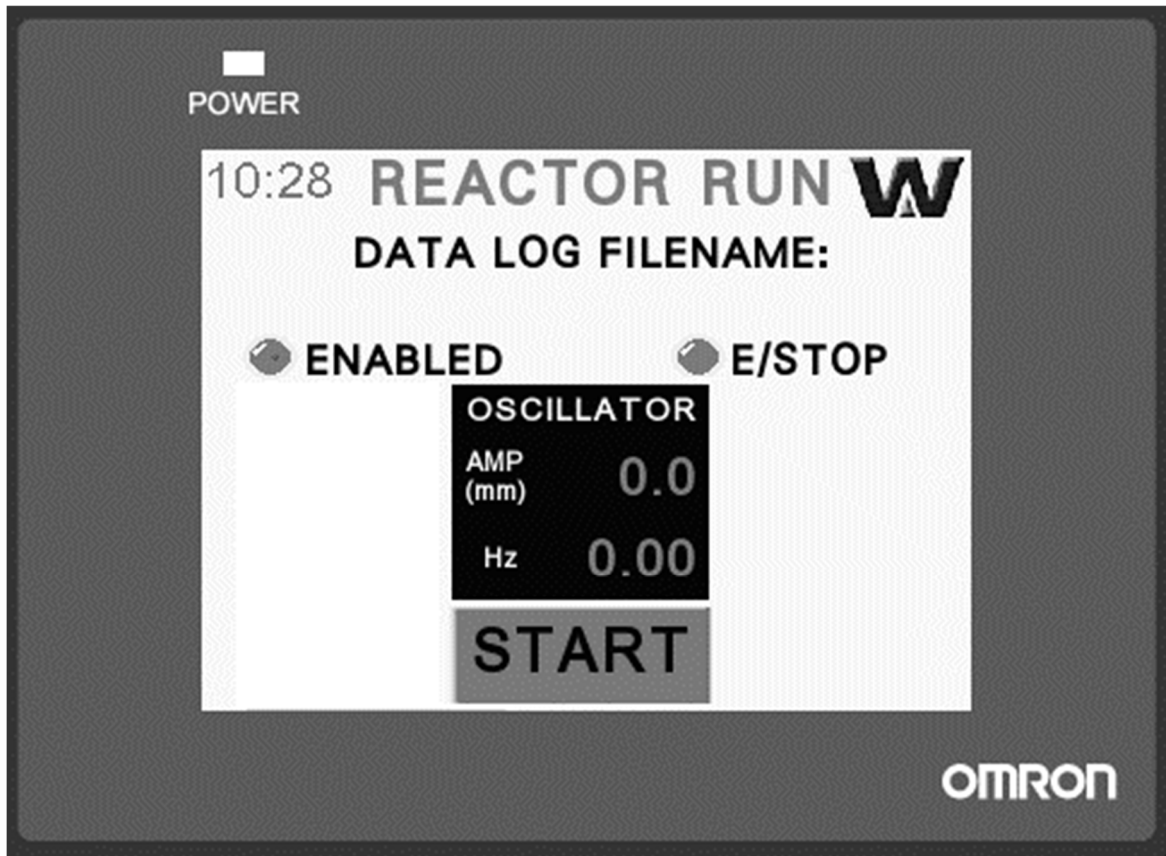 POWER
10:28 REACTOR RUN W
DATA LOG FILENAME:
ENABLED E/STOP
OSCILLATOR
AMP 0.0
(mm)
Hz 0.00
START
OMRON